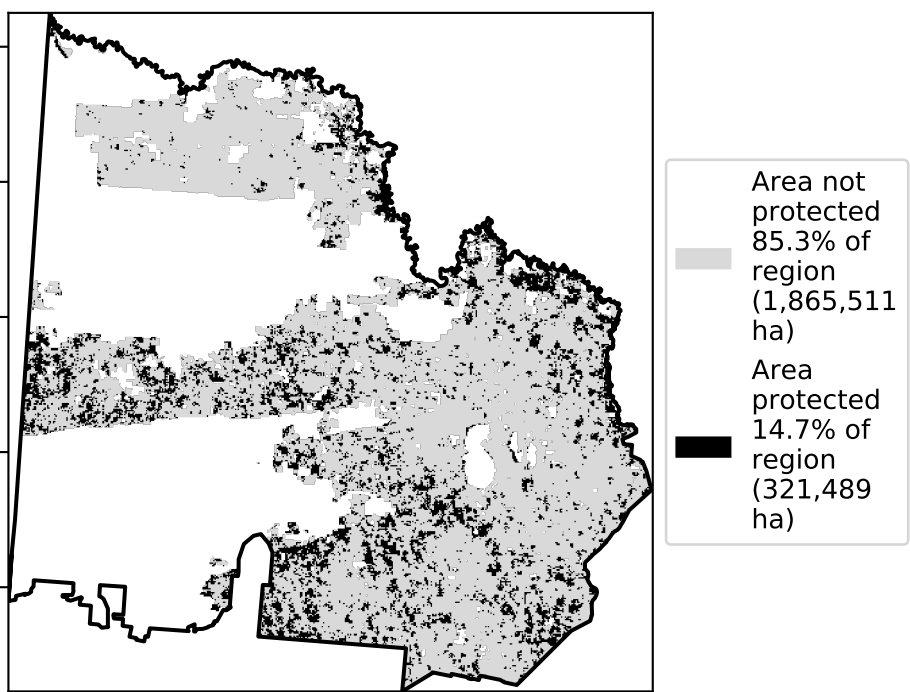 Area not
protected
85.3% of
region
(1,865,511
ha)
Area
protected
14.7% of
region
(321,489
ha)